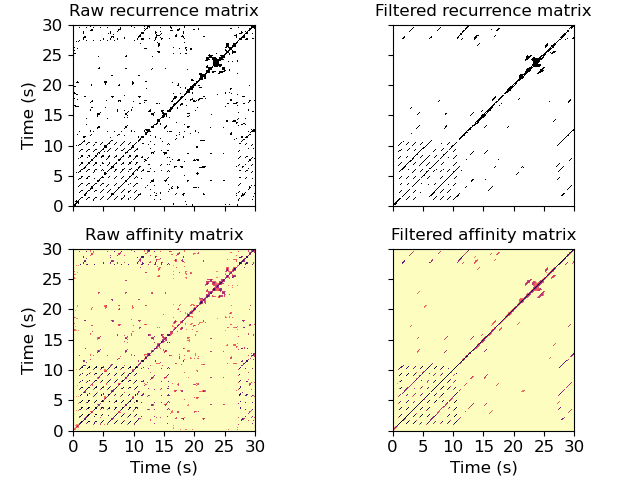 Raw recurrence matrix
Filtered recurrence matrix
30
25
20
15
10
5
0
Time (s)
Raw affinity matrix
Filtered affinity matrix
30
25
20
15
10
5
0
Time (s)
0 5 10 15 20 25 30
0 5 10 15 20 25 30
Time (s)
Time (s)